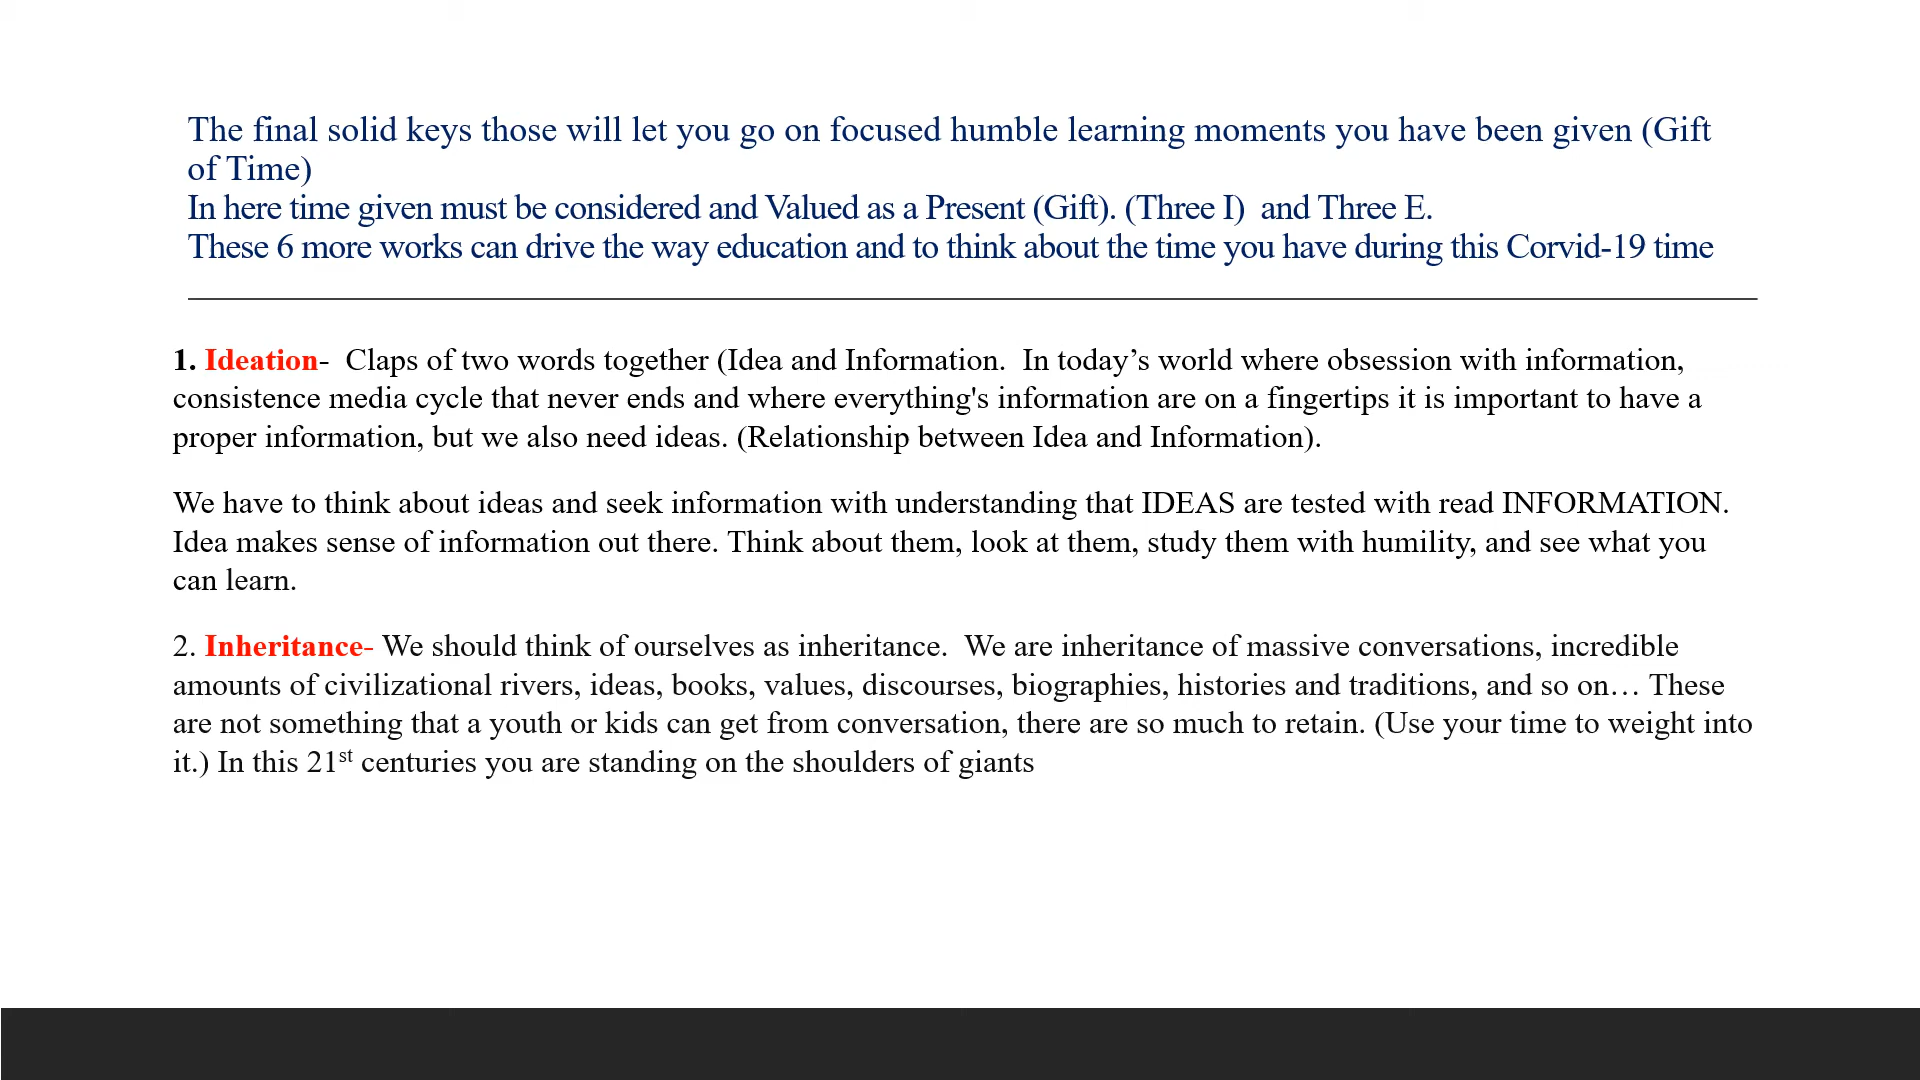 The final solid keys those will let you go on focused humble learning moments you have been given (Gift
of Time)
In here time given must be considered and Valued as a Present (Gift). (Three I)  and Three E.
These 6 more works can drive the way education and to think about the time you have during this Corvid-19 time
1. Ideation-  Claps of two words together (Idea and Information.  In today’s world where obsession with information,
consistence media cycle that never ends and where everything's information are on a fingertips it is important to have a
proper information, but we also need ideas. (Relationship between Idea and Information).
We have to think about ideas and seek information with understanding that IDEAS are tested with read INFORMATION.
Idea makes sense of information out there. Think about them, look at them, study them with humility, and see what you
can learn.
2. Inheritance- We should think of ourselves as inheritance.  We are inheritance of massive conversations, incredible
amounts of civilizational rivers, ideas, books, values, discourses, biographies, histories and traditions, and so on… These
are not something that a youth or kids can get from conversation, there are so much to retain. (Use your time to weight into
it.) In this 21st centuries you are standing on the shoulders of giants